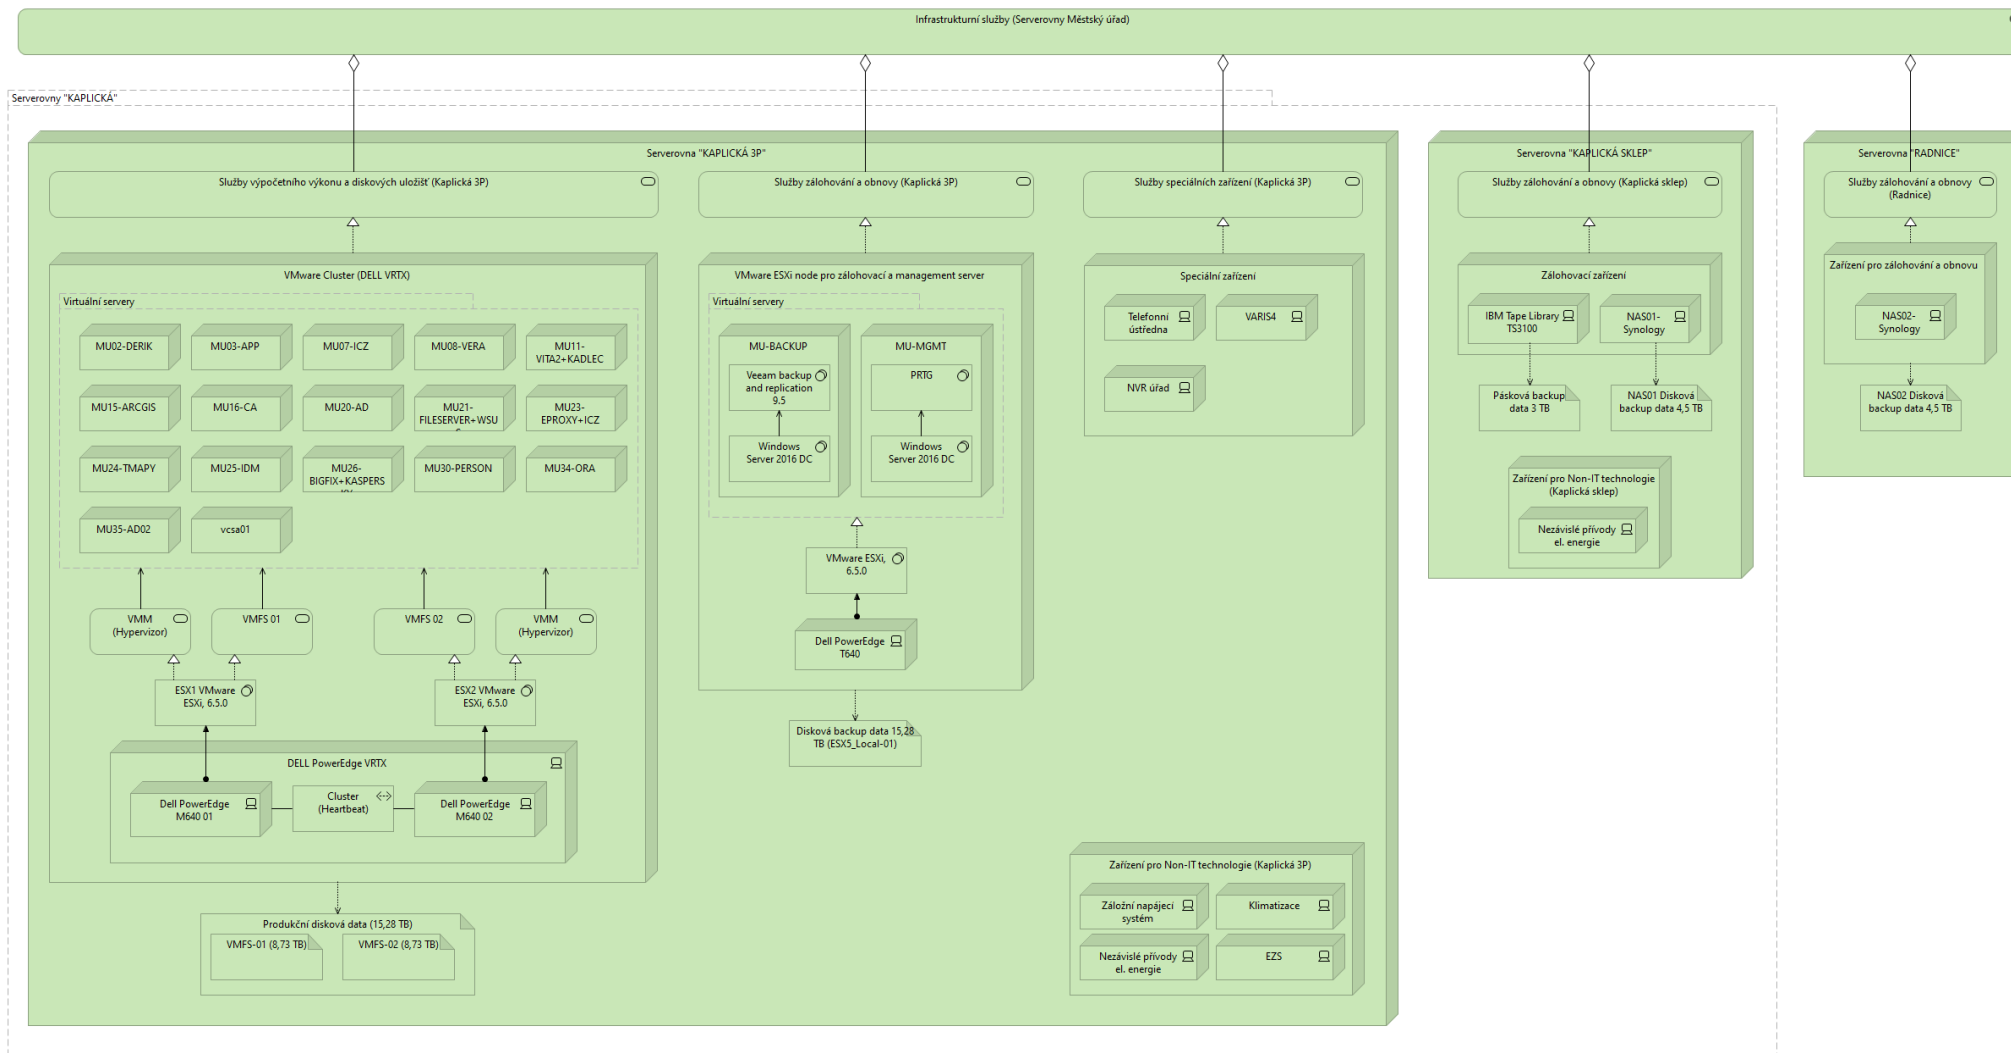 Infrastrukturní služby (Serverovny Městský úřad)
Serverovny "KAPLICKÁ"
Serverovna "KAPLICKÁ 3P"
Služby výpočetního výkonu a diskových uložišť (Kaplická 3P)
VMware Cluster (DELL VRTX)
Virtuální servery
MU02-DERIK
MU03-APP
MU07-ICZ
MU08-VERA
MU11-
VITA2+KADLEC
MU15-ARCGIS
MU16-CA
MU20-AD
MU21-
FILESERVER+WSU
MU23-
EPROXY+ICZ
MU24-TMAPY
MU25-IDM
MU26-
BIGFIX+KASPERS
MU30-PERSON
MU34-ORA
MU35-AD02
vcsa01
VMM
(Hypervizor)
VMFS 01
VMFS 02
VMM
(Hypervizor)
ESX1 VMware
ESXi, 6.5.0
ESX2 VMware
ESXi, 6.5.0
DELL PowerEdge VRTX
Dell PowerEdge
M640 01
Cluster
(Heartbeat)
Dell PowerEdge
M640 02
Produkční disková data (15,28 TB)
VMFS-01 (8,73 TB)
VMFS-02 (8,73 TB)
Služby zálohování a obnovy (Kaplická 3P)
VMware ESXi node pro zálohovací a management server
Virtuální servery
MU-BACKUP
Veeam backup
and replication
9.5
Windows
Server 2016 DC
MU-MGMT
PRTG
Windows
Server 2016 DC
VMware ESXi,
6.5.0
Dell PowerEdge
T640
Disková backup data 15,28
TB (ESX5_Local-01)
Služby speciálních zařízení (Kaplická 3P)
Speciální zařízení
Telefonní
ústředna
VARIS4
NVR úřad
Zařízení pro Non-IT technologie (Kaplická 3P)
Záložní napájecí
systém
Klimatizace
Nezávislé přívody
el. energie
EZS
Serverovna "KAPLICKÁ SKLEP"
Služby zálohování a obnovy (Kaplická sklep)
Zálohovací zařízení
IBM Tape Library
TS3100
NAS01-
Synology
Pásková backup
data 3 TB
NAS01 Disková
backup data 4,5 TB
Zařízení pro Non-IT technologie
(Kaplická sklep)
Nezávislé přívody
el. energie
Serverovna "RADNICE"
Služby zálohování a obnovy
(Radnice)
Zařízení pro zálohování a obnovu
NAS02-
Synology
NAS02 Disková
backup data 4,5 TB